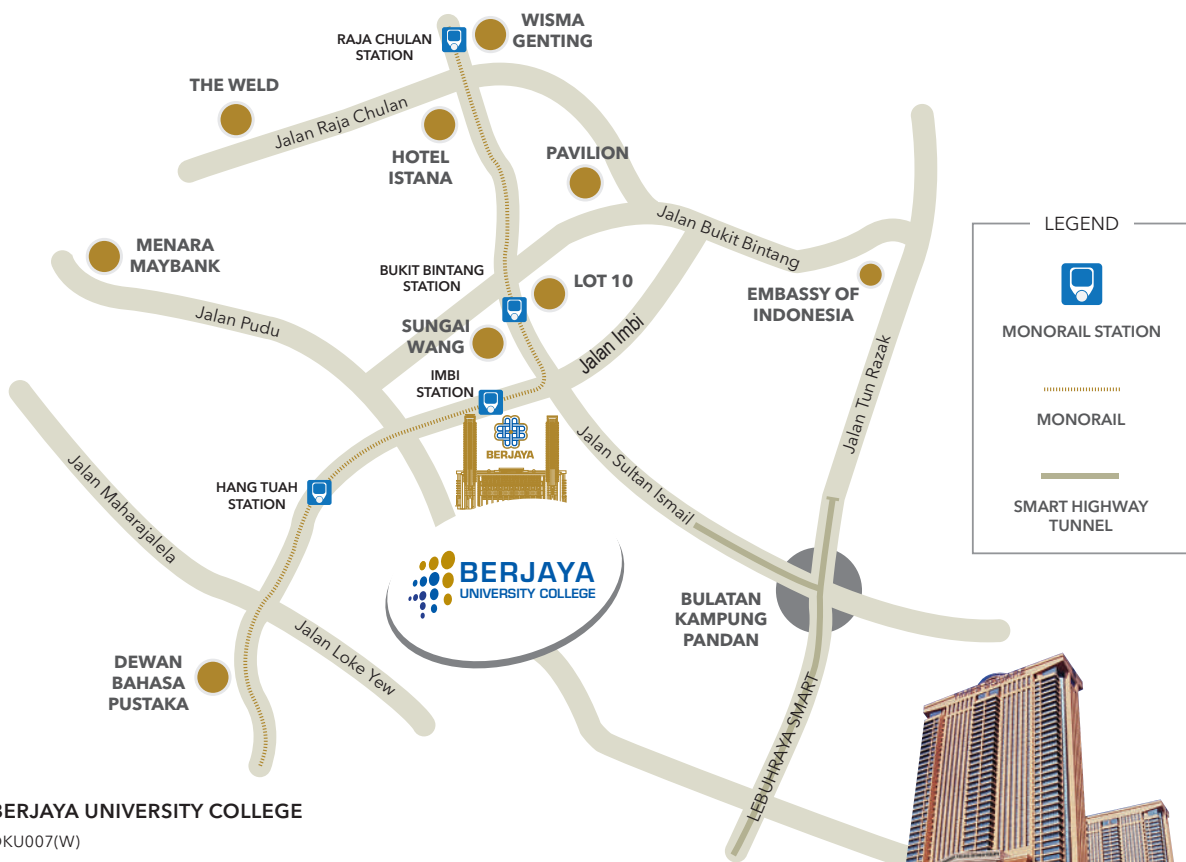 RAJA CHULAN
STATION
WISMA
GENTING
THE WELD
Jalan Raja Chulan
HOTEL
ISTANA
PAVILION
Jalan Bukit Bintang
MENARA
MAYBANK
BUKIT BINTANG
STATION
LOT 10
EMBASSY OF
INDONESIA
Jalan Pudu
SUNGAI
WANG
Jalan Imbi
IMBI
STATION
Jalan Tun Razak
BERJAYA
Jalan Sultan Ismail
HANG TUAH
STATION
Jalan Maharajalela
BERJAYA
UNIVERSITY COLLEGE
BULATAN
KAMPUNG
PANDAN
Jalan Loke Yew
DEWAN
BAHASA
PUSTAKA
LEBUHRAYA SMART
LEGEND
MONORAIL STATION
MONORAIL
SMART HIGHWAY
TUNNEL
BERJAYA UNIVERSITY COLLEGE
KU007(W)